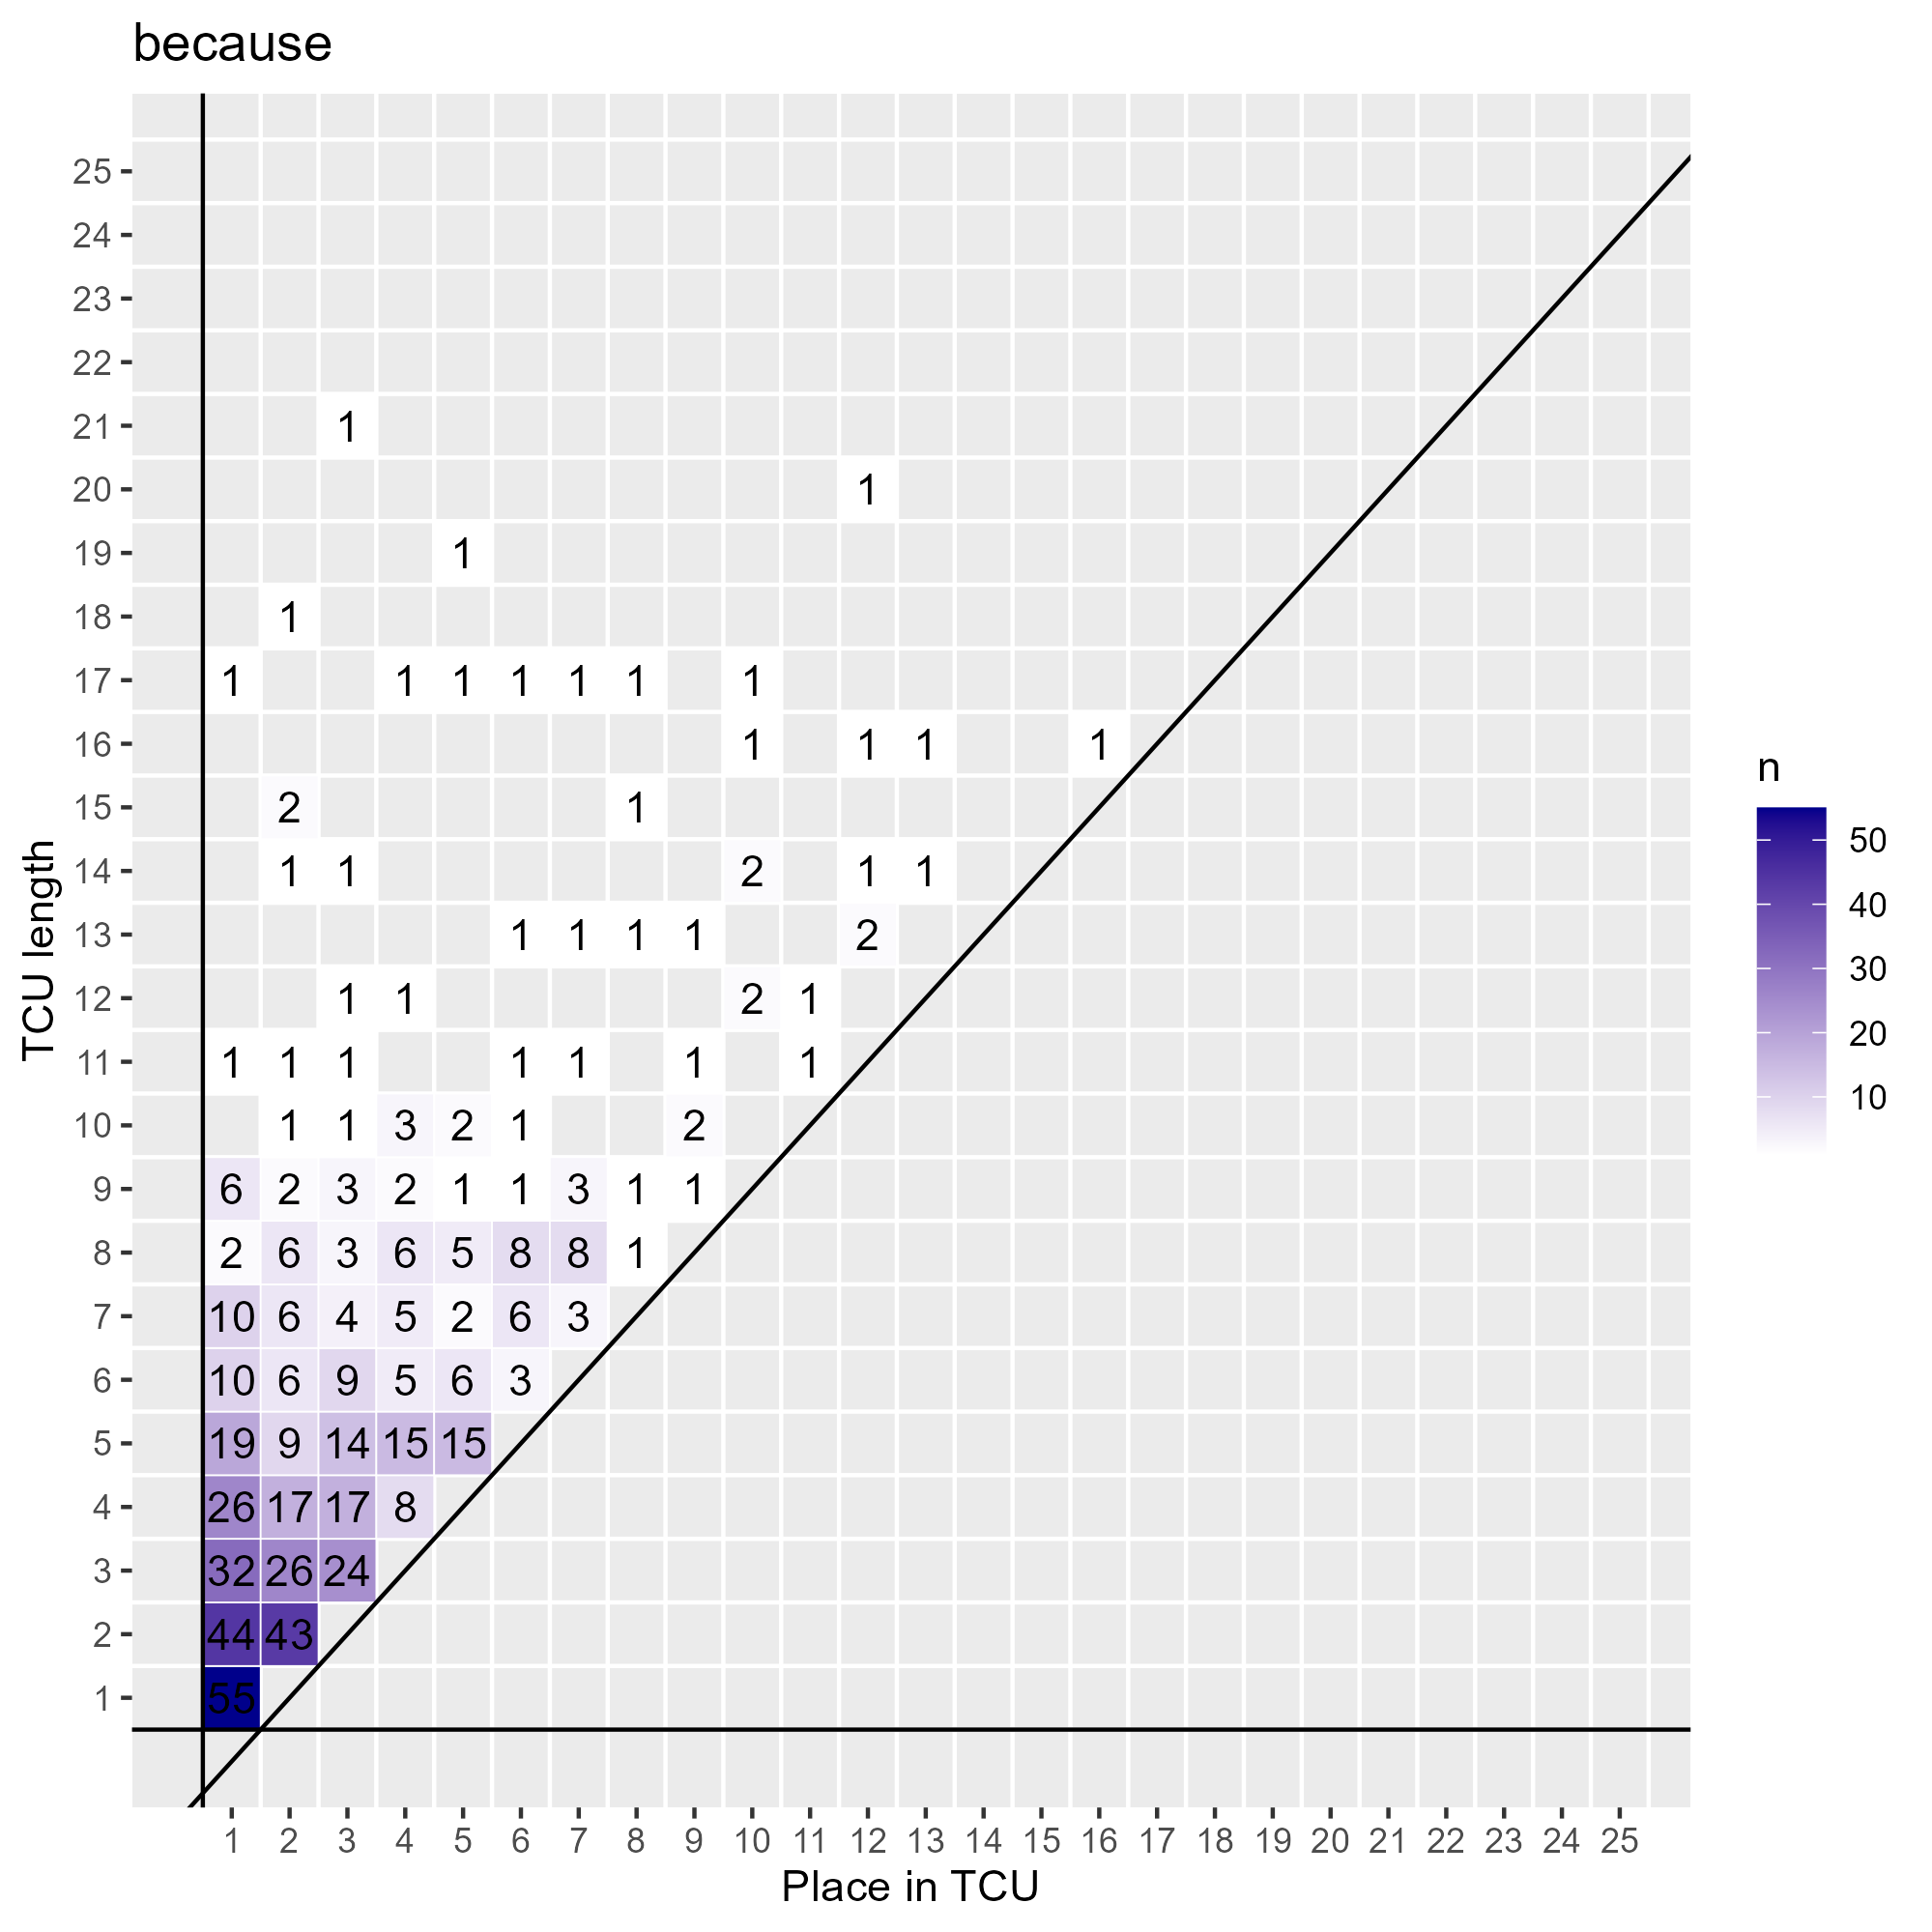 because
25
24
23
22
21 1
20 1
19 1
18 1
17 1 1 1 1 1 1 1
16 1 1 1 1
15 2 1
14 1 1 2 1 1
13 1 1 1 1 2
12 1 1 2 1
11 1 1 1 1 1 1 1
10 1 1 3 2 1 2
9 6 2 3 2 1 1 3 1 1
8 2 6 3 6 5 8 8 1
7 10 6 4 5 2 6 3
6 10 6 9 5 6 3
5 19 9 14 15 15
4 26 17 17 8
3 32 26 24
2 44 43
1 55
1 2 3 4 5 6 7 8 9 10 11 12 13 14 15 16 17 18 19 20 21 22 23 24 25
Place in TCU
TCU length
n
50
40
30
20
10